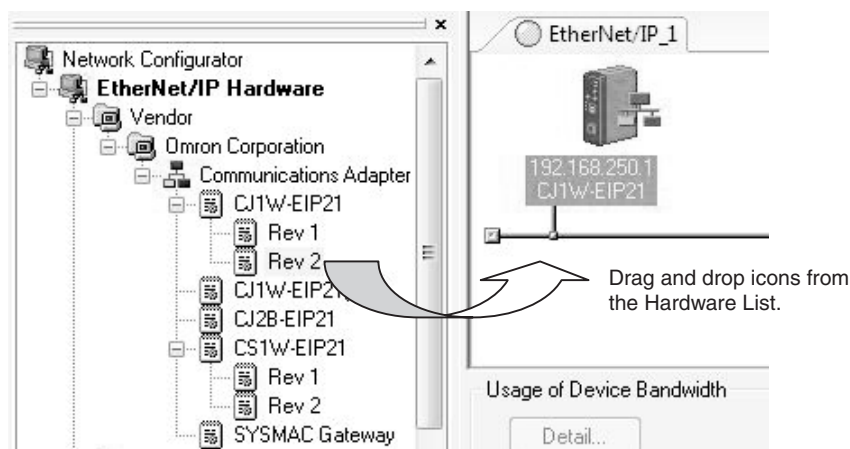 Network Configurator
EtherNet/IP Hardware
Vendor
Omron Corporation
Communications Adapter
CJ1W-EIP21
Rev 1
Rev 2
CJ1W-EIP21
CJ2B-EIP21
CS1W-EIP21
Rev 1
Rev 2
SYSMAC Gateway
EtherNet/IP_1
192.168.250.1
CJ1W-EIP21
Drag and drop icons from
the Hardware List.
Usage of Device Bandwidth
Detail...